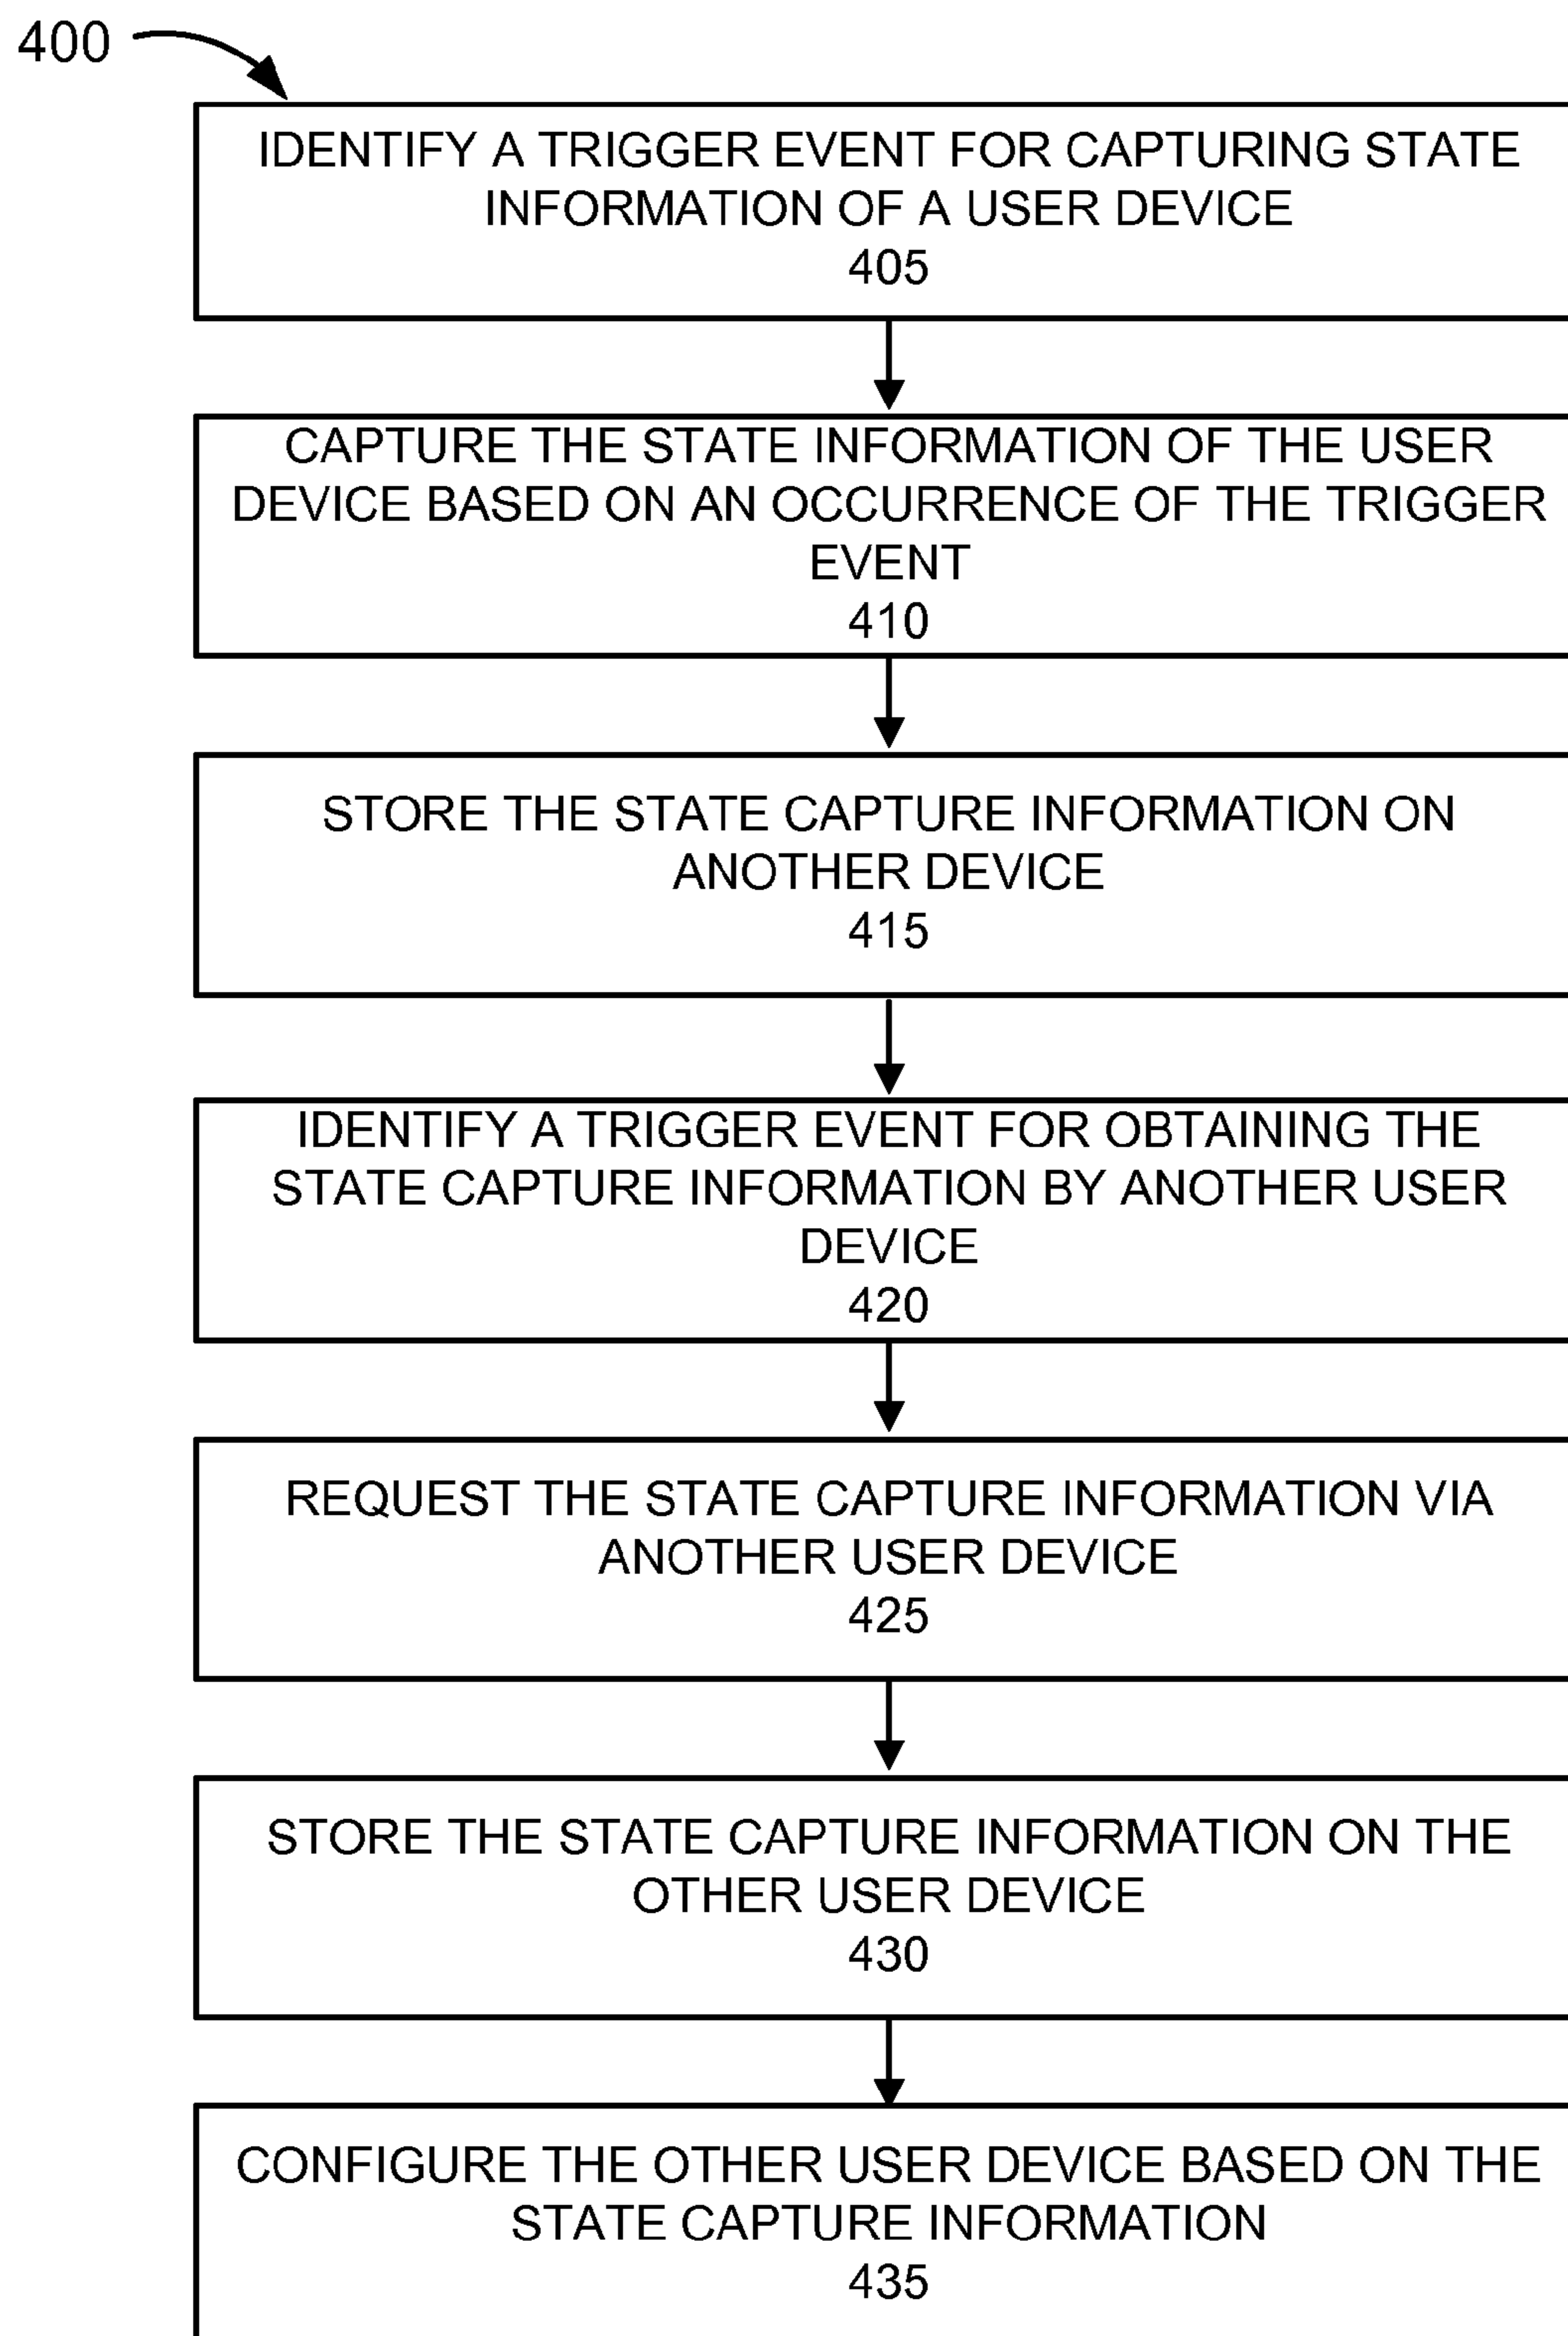 400
IDENTIFY A TRIGGER EVENT FOR CAPTURING STATE
INFORMATION OF A USER DEVICE
405
CAPTURE THE STATE INFORMATION OF THE USER
DEVICE BASED ON AN OCCURRENCE OF THE TRIGGER
EVENT
410
STORE THE STATE CAPTURE INFORMATION ON
ANOTHER DEVICE
415
IDENTIFY A TRIGGER EVENT FOR OBTAINING THE
STATE CAPTURE INFORMATION BY ANOTHER USER
DEVICE
420
REQUEST THE STATE CAPTURE INFORMATION VIA
ANOTHER USER DEVICE
425
STORE THE STATE CAPTURE INFORMATION ON THE
OTHER USER DEVICE
430
CONFIGURE THE OTHER USER DEVICE BASED ON THE
STATE CAPTURE INFORMATION
435